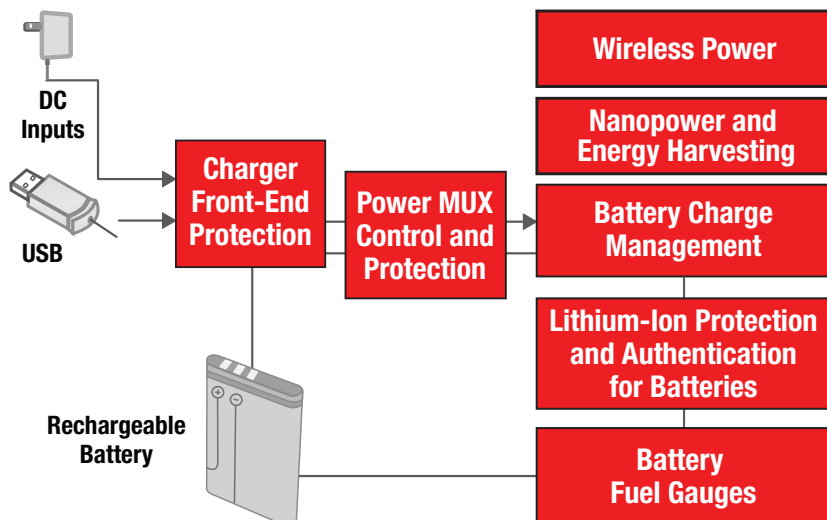 DC
Inputs
USB
Charger
Front-End
Protection
Power MUX
Control and
Protection
Wireless Power
Nanopower and
Energy Harvesting
Battery Charge
Management
Lithium-Ion Protection
and Authentication
for Batteries
Battery
Fuel Gauges
Rechargeable
Battery
+
−